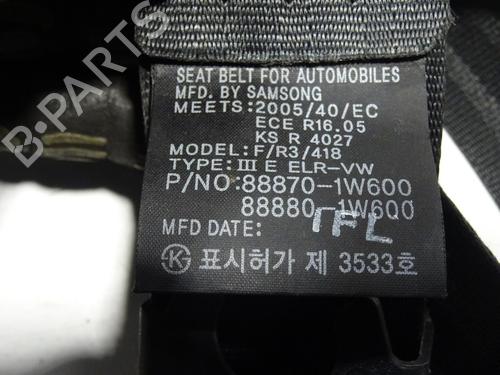 SEAT BELT FOR AUTOMOBILES
MFD. BY SAMSONG
MEETS:2005/40/EC
ECE R16.05
KS R 4027
MODEL:F/R3/418
TYPE:III E ELR-VW
P/NO:88870-1W600
88880-1W600
MFD DATE: TFL
표시허가 제 3533호
B-PARTS